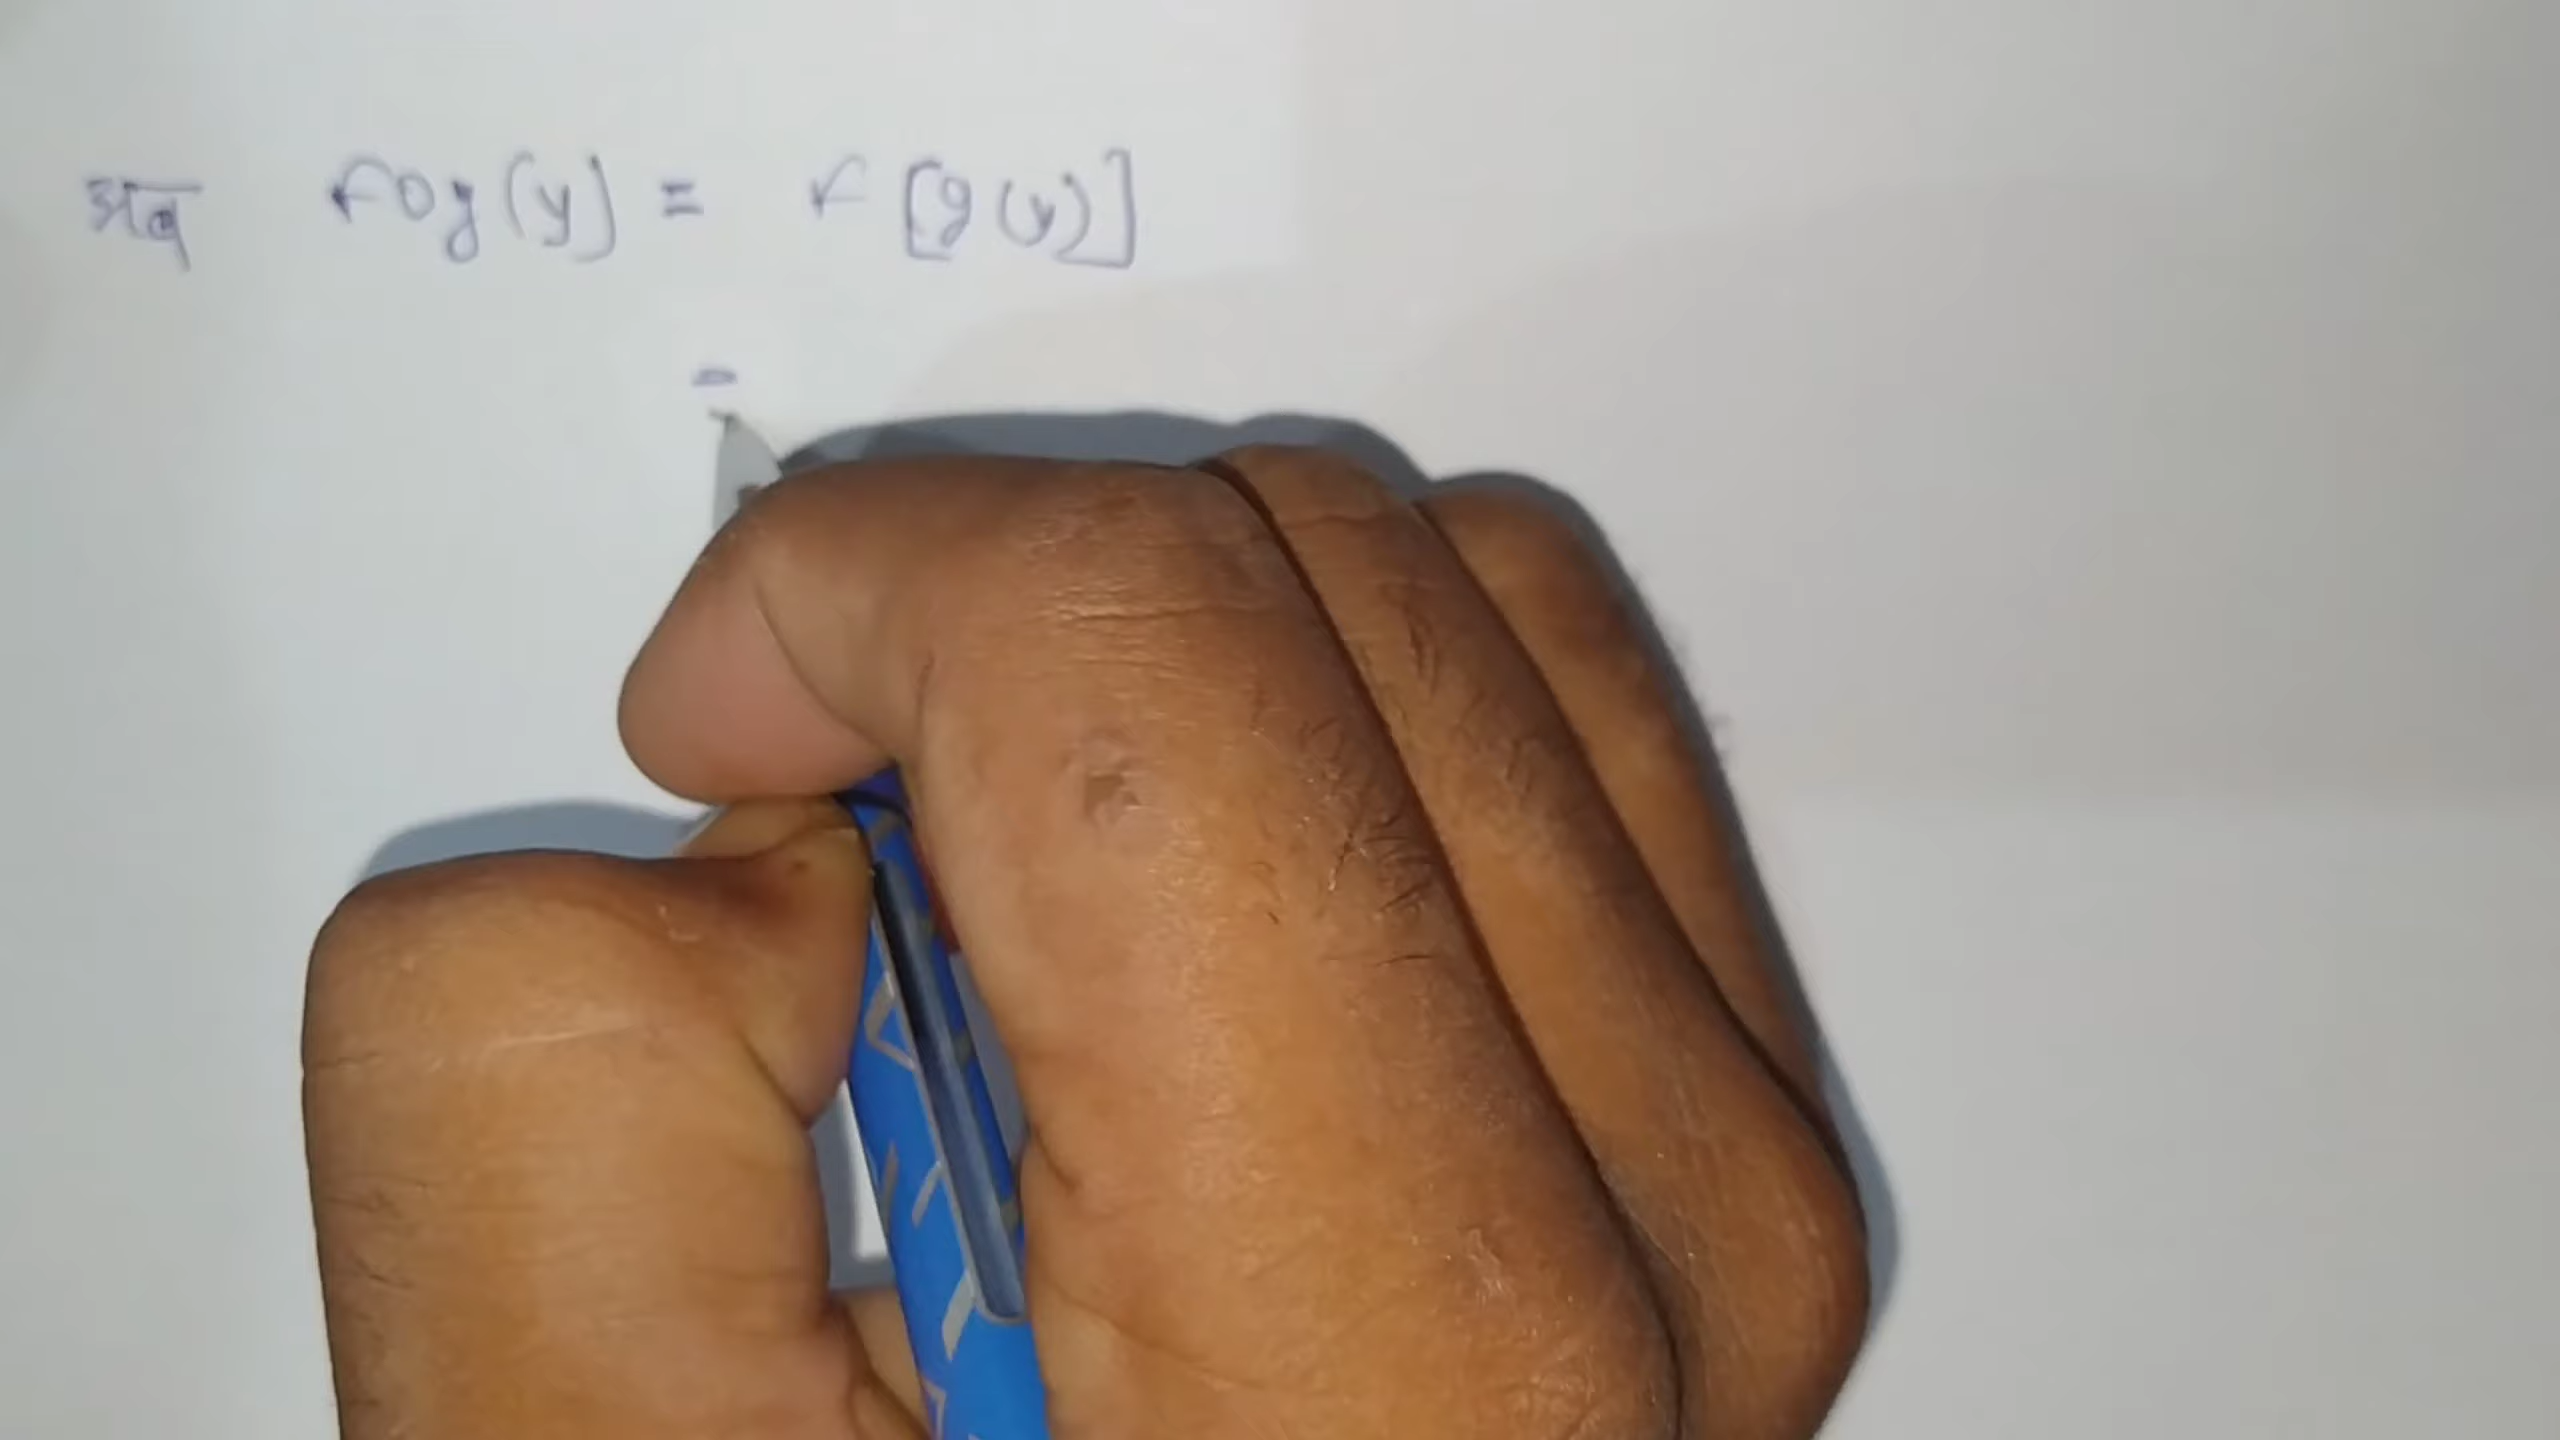 अब fog(y) = f[g(y)]
=